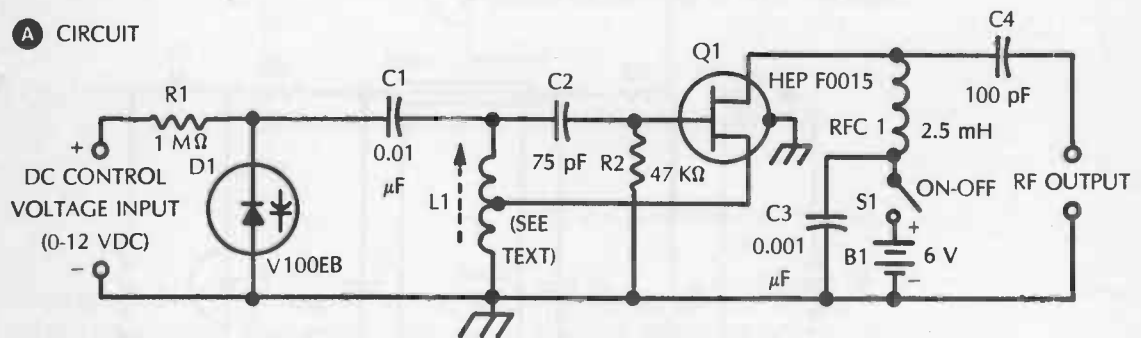 A CIRCUIT
R1
1 MΩ
+
DC CONTROL
VOLTAGE INPUT
(0-12 VDC)
−
D1
V100EB
C1
0.01
μF
L1
(SEE
TEXT)
C2
75 pF
R2
47 KΩ
Q1
HEP F0015
RFC 1
2.5 mH
C3
0.001
μF
S1
ON-OFF
+
B1
6 V
−
C4
100 pF
RF OUTPUT